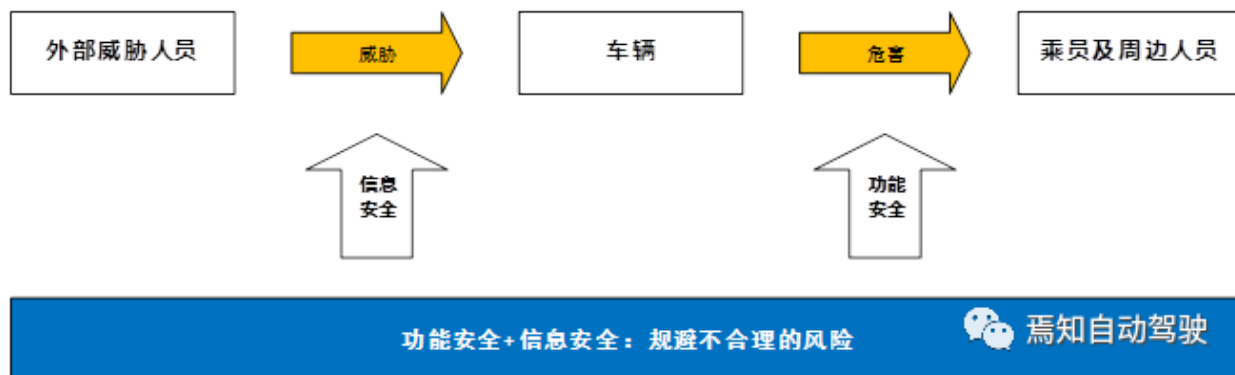 外部威胁人员
威胁
车辆
危害
乘员及周边人员
信息
安全
功能
安全
功能安全+信息安全：规避不合理的风险
焉知自动驾驶